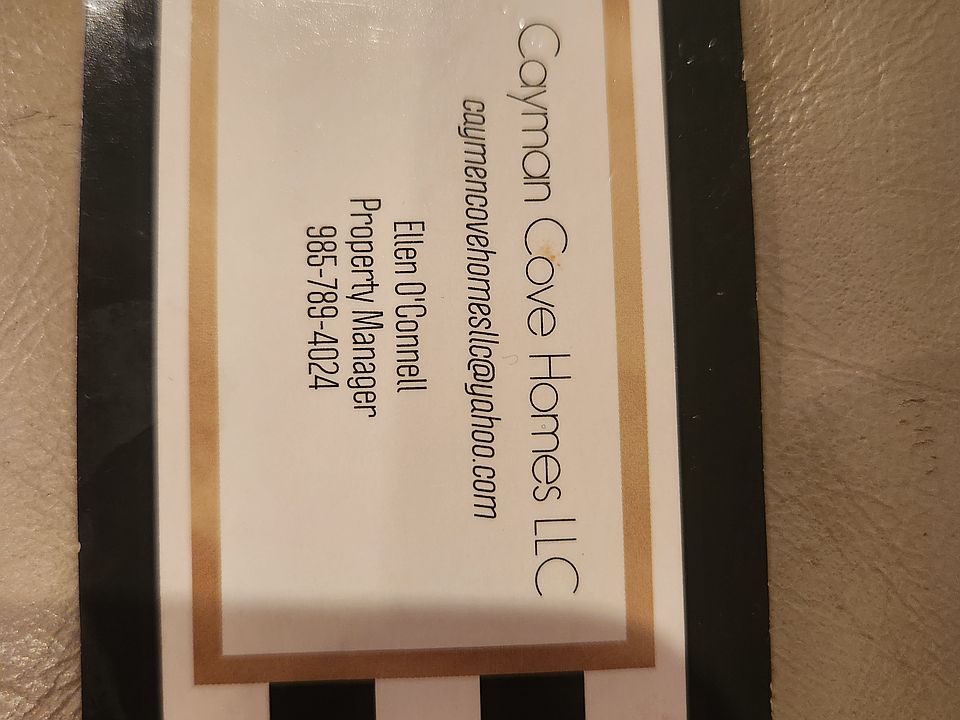 Cayman Cove Homes LLC
caymencovehomesllc@yahoo.com
Ellen O'Connell
Property Manager
985-789-4024